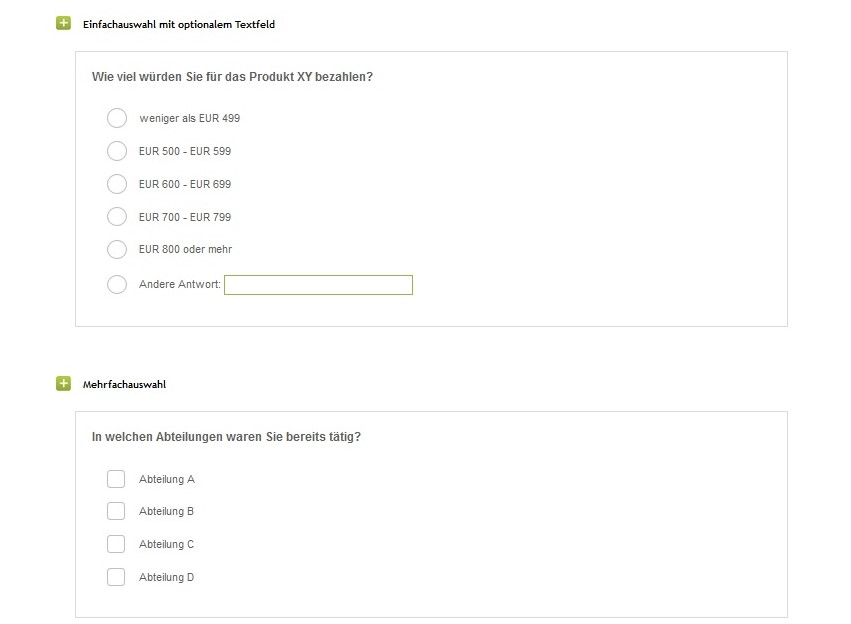 Einfachauswahl mit optionalem Textfeld
Wie viel würden Sie für das Produkt XY bezahlen?
weniger als EUR 499
EUR 500 - EUR 599
EUR 600 - EUR 699
EUR 700 - EUR 799
EUR 800 oder mehr
Andere Antwort:
Mehrfachauswahl
In welchen Abteilungen waren Sie bereits tätig?
Abteilung A
Abteilung B
Abteilung C
Abteilung D